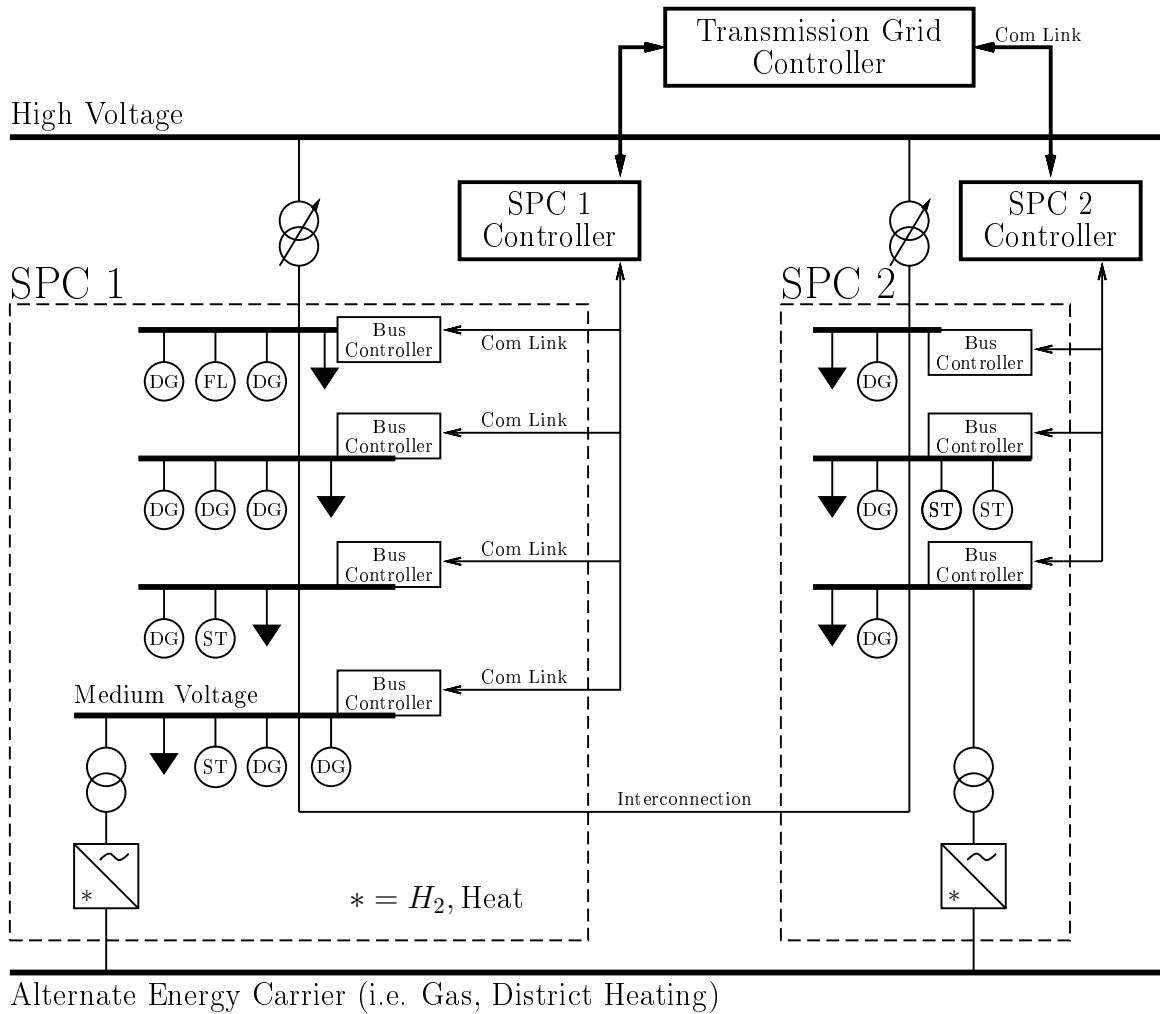 Transmission Grid
Controller
Com Link
High Voltage
SPC 1
Controller
SPC 2
Controller
SPC 1
SPC 2
Bus
Controller
Com Link
DG
FL
DG
Bus
Controller
DG
Bus
Controller
Com Link
DG
DG
DG
Bus
Controller
DG
ST
ST
Bus
Controller
Com Link
DG
ST
Bus
Controller
DG
Medium Voltage
Bus
Controller
Com Link
ST
DG
DG
Interconnection
*
* = H₂, Heat
*
Alternate Energy Carrier (i.e. Gas, District Heating)